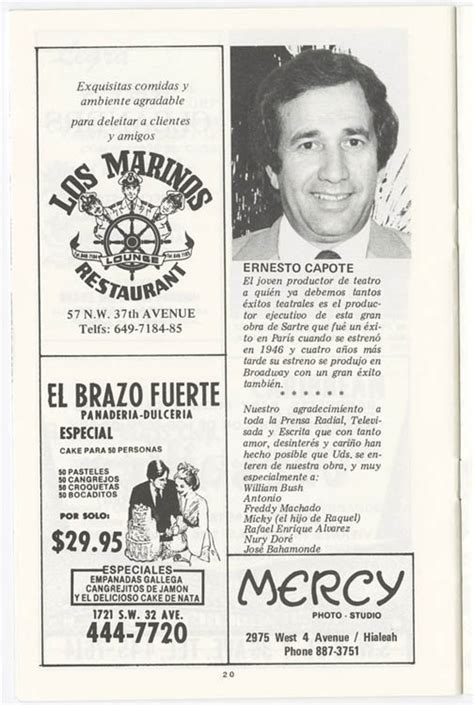 Exquisitas comidas y
ambiente agradable
para deleitar a clientes
y amigos
LOS MARINOS
LOUNGE
RESTAURANT
57 N.W. 37th AVENUE
Telfs: 649-7184-85
EL BRAZO FUERTE
PANADERIA-DULCERIA
ESPECIAL
CAKE PARA 50 PERSONAS
50 PASTELES
50 CANGREJOS
50 CROQUETAS
50 BOCADITOS
POR SOLO:
$29.95
ESPECIALES
EMPANADAS GALLEGA
CANGREJITOS DE JAMON
Y EL DELICIOSO CAKE DE NATA
1721 S.W. 32 AVE.
444-7720
ERNESTO CAPOTE
El joven productor de teatro
a quién ya debemos tantos
éxitos teatrales es el produc-
tor ejecutivo de esta gran
obra de Sartre que fué un éxi-
to en París cuando se estrenó
en 1946 y cuatro años más
tarde su estreno se produjo en
Broadway con un gran éxito
también.
* * * * * *
Nuestro agradecimiento a
toda la Prensa Radial, Televi-
sada y Escrita que con tanto
amor, desinterés y cariño han
hecho posible que Uds. se en-
teren de nuestra obra, y muy
especialmente a:
William Bush
Antonio
Freddy Machado
Micky (el hijo de Raquel)
Rafael Enrique Alvarez
Nury Doré
José Bahamonde
MERCY
PHOTO - STUDIO
2975 West 4 Avenue / Hialeah
Phone 887-3751
20